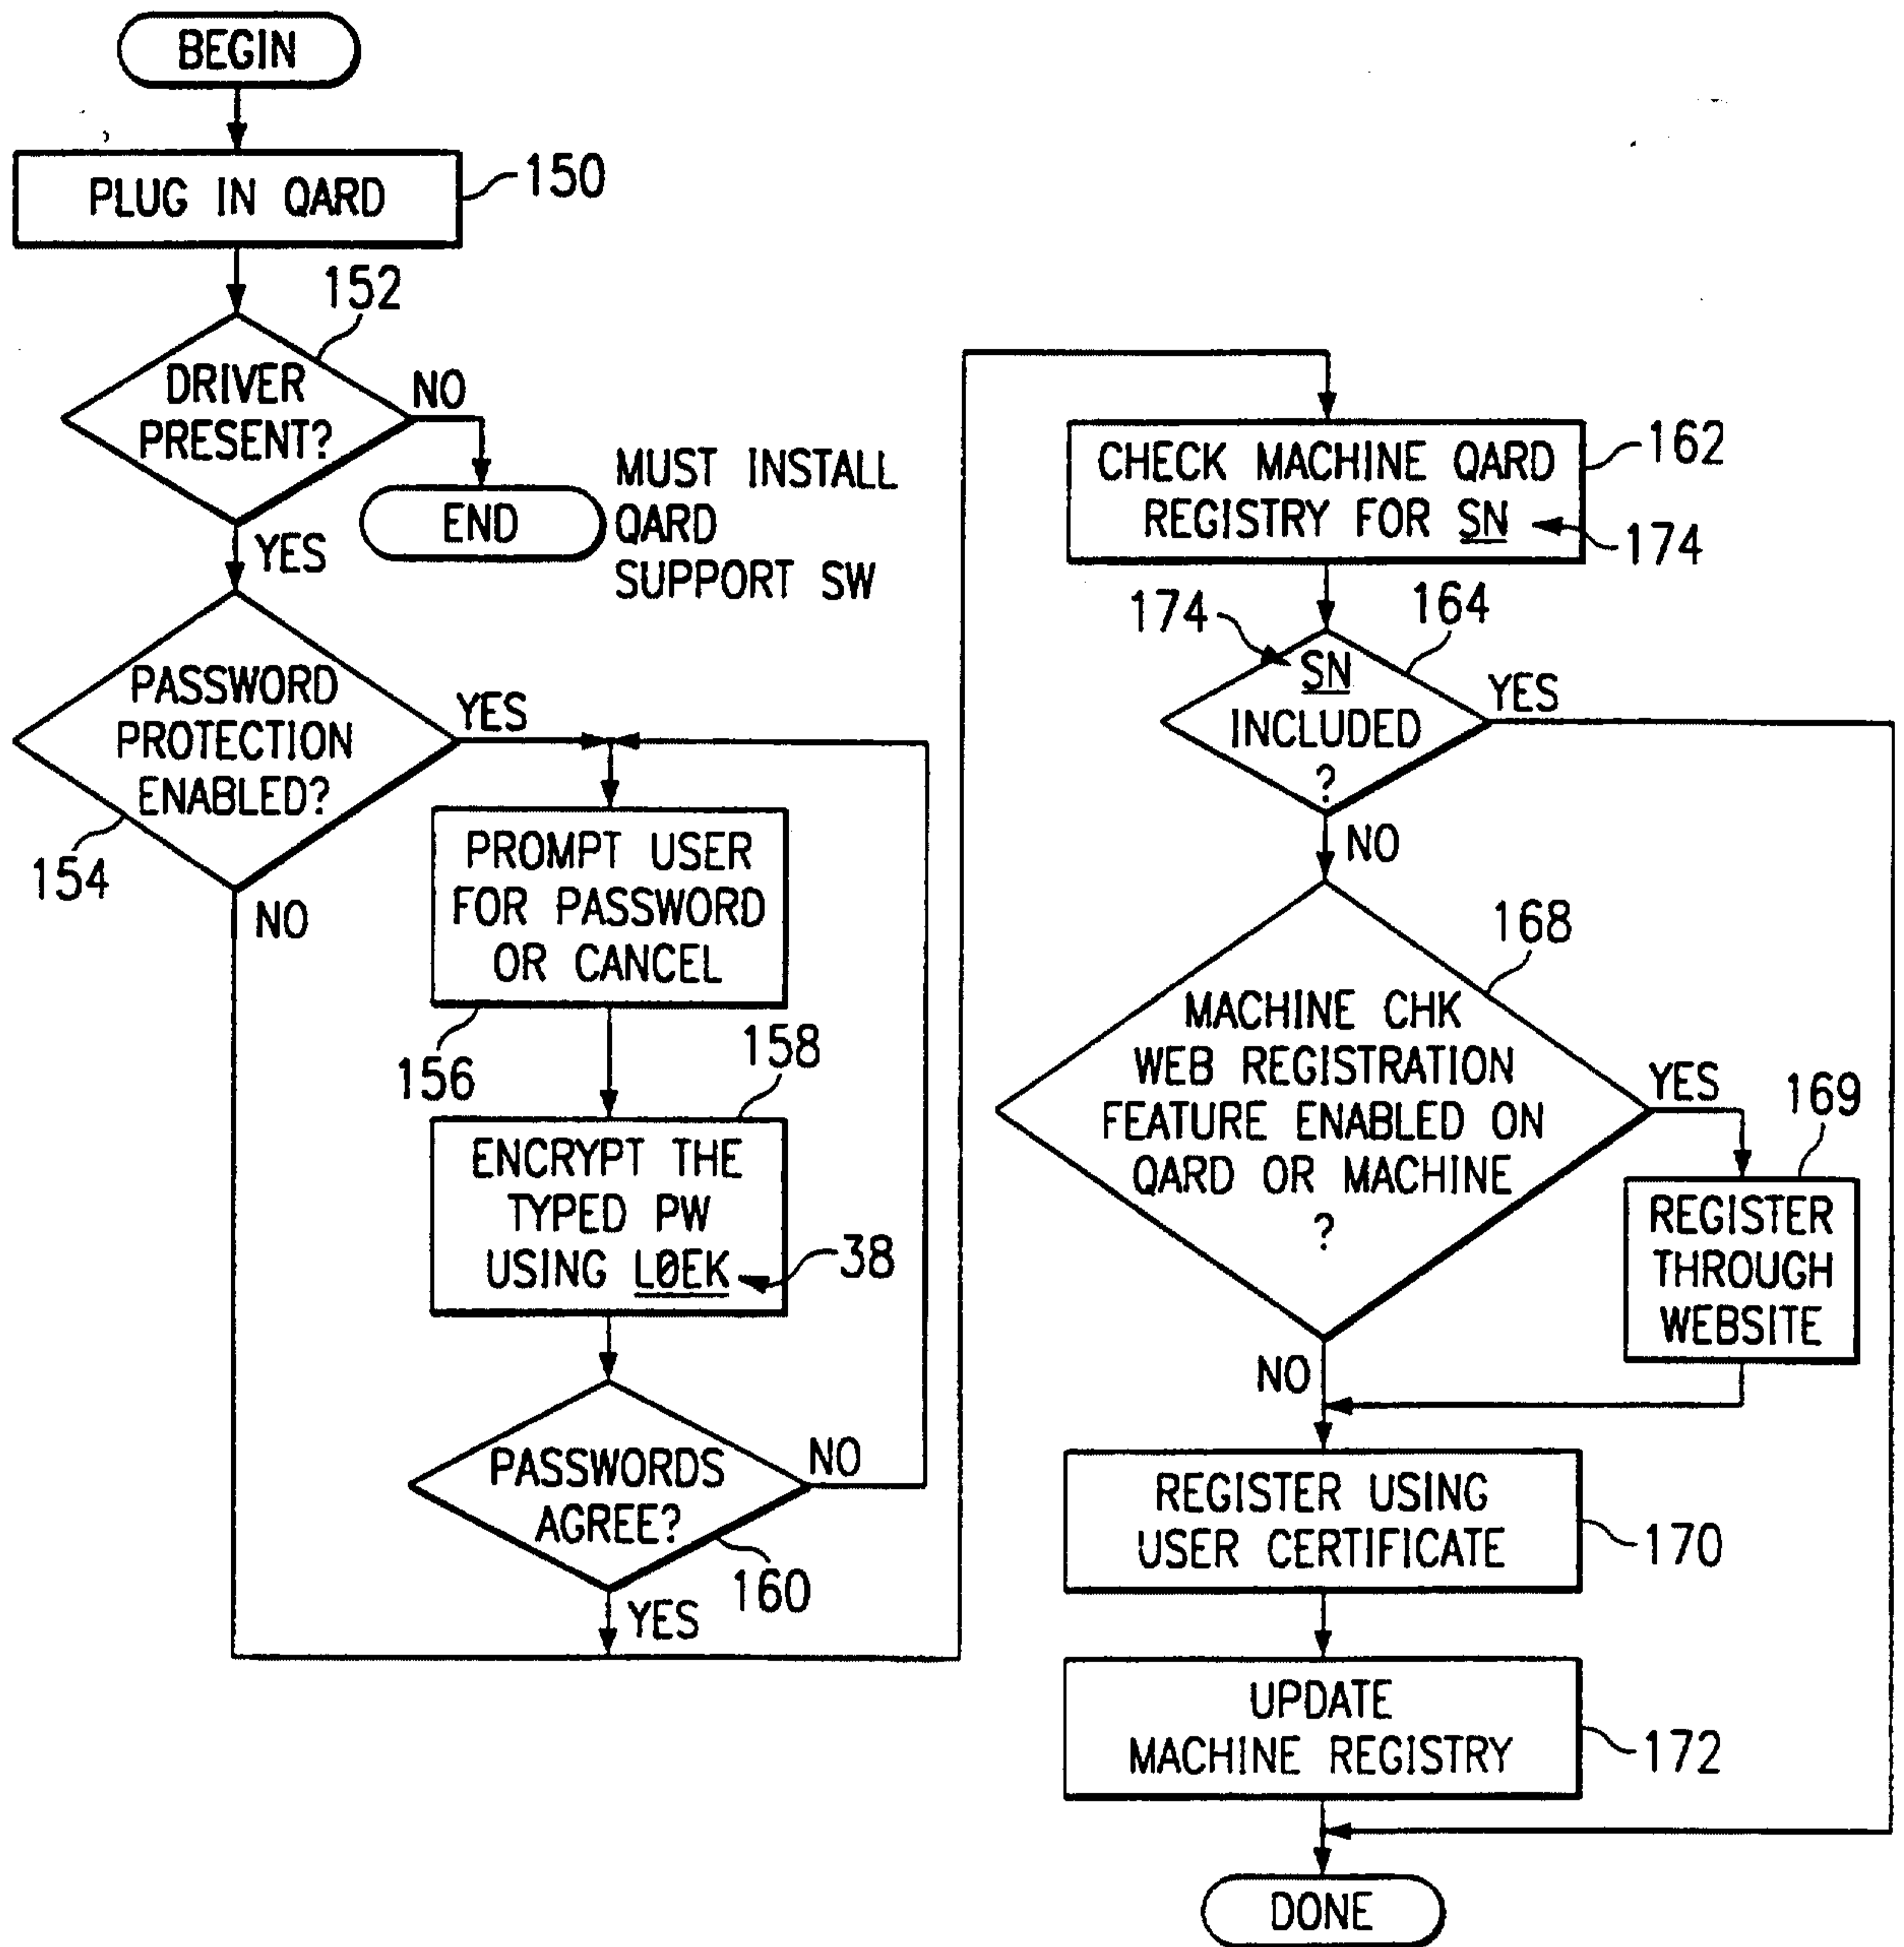 BEGIN
PLUG IN QARD
150
152
DRIVER
PRESENT?
NO
END
MUST INSTALL
QARD
SUPPORT SW
YES
PASSWORD
PROTECTION
ENABLED?
YES
154
NO
PROMPT USER
FOR PASSWORD
OR CANCEL
156
158
ENCRYPT THE
TYPED PW
USING LØEK
38
PASSWORDS
AGREE?
NO
160
YES
CHECK MACHINE QARD
REGISTRY FOR SN
162
174
174
164
SN
INCLUDED
?
YES
NO
168
MACHINE CHK
WEB REGISTRATION
FEATURE ENABLED ON
QARD OR MACHINE
?
YES
169
REGISTER
THROUGH
WEBSITE
NO
REGISTER USING
USER CERTIFICATE
170
UPDATE
MACHINE REGISTRY
172
DONE